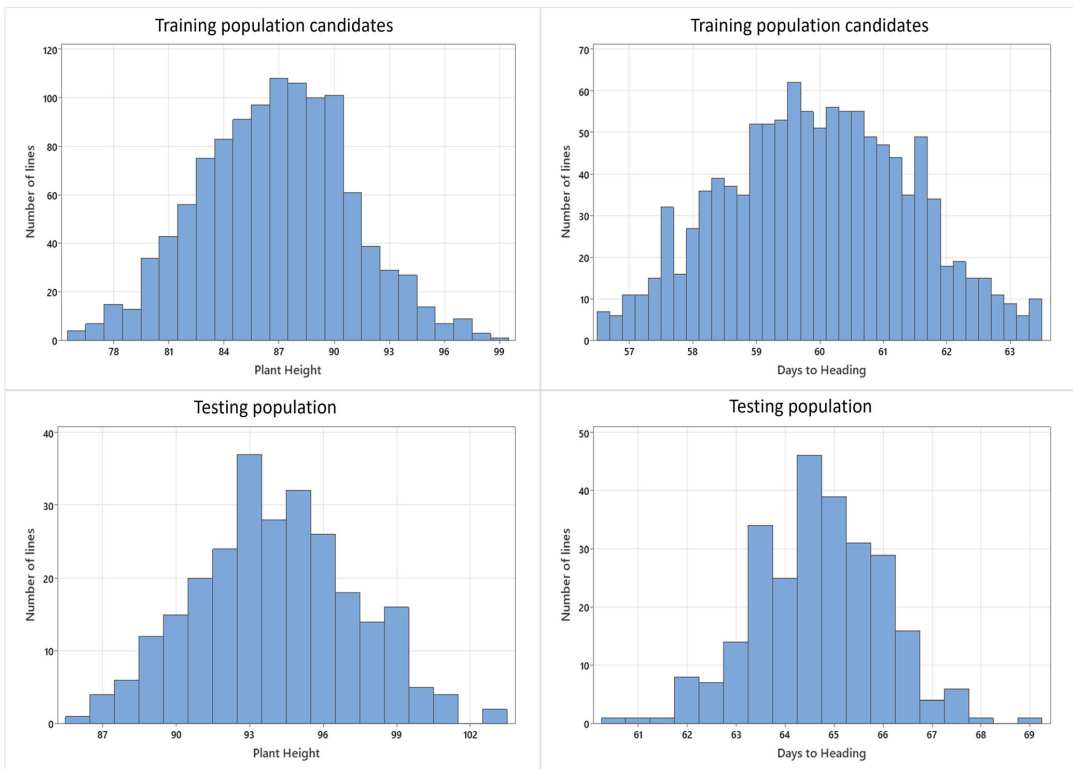 Training population candidates
120
100
80
60
40
20
0
Number of lines
78 81 84 87 90 93 96 99
Plant Height
Training population candidates
70
60
50
40
30
20
10
0
Number of lines
57 58 59 60 61 62 63
Days to Heading
Testing population
40
30
20
10
0
Number of lines
87 90 93 96 99 102
Plant Height
Testing population
50
40
30
20
10
0
Number of lines
61 62 63 64 65 66 67 68 69
Days to Heading